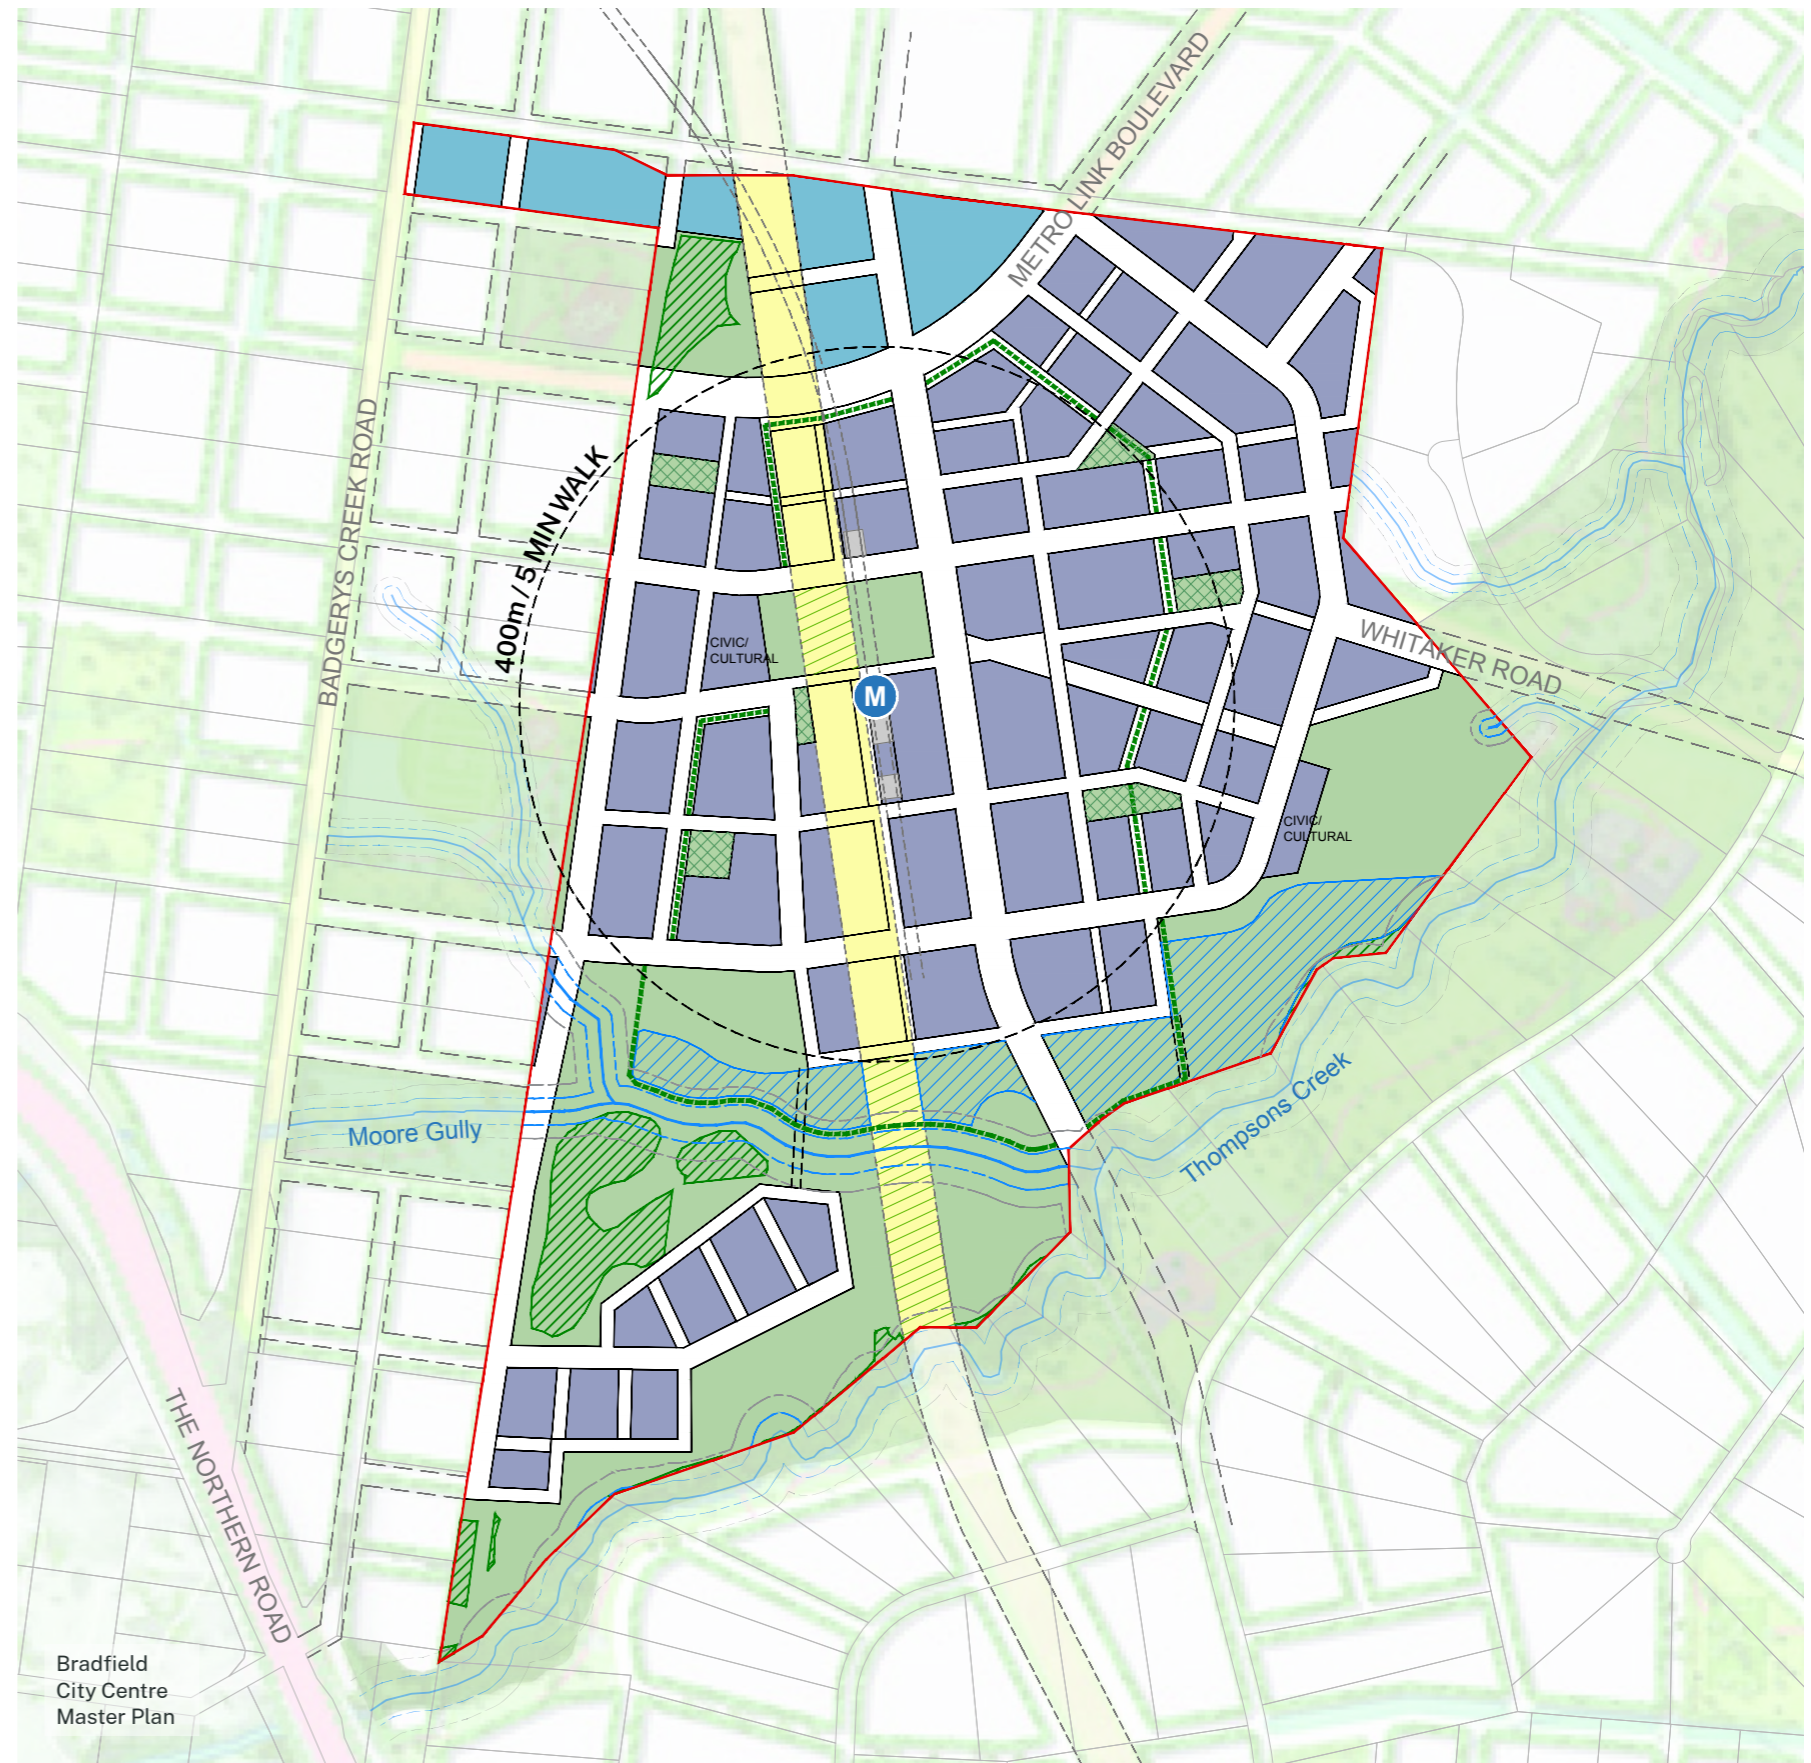 METRO LINK BOULEVARD
BADGERYS CREEK ROAD
400m / 5 MIN WALK
CIVIC/
CULTURAL
WHITAKER ROAD
M
CIVIC/
CULTURAL
Moore Gully
Thompsons Creek
THE NORTHERN ROAD
Bradfield
City Centre
Master Plan